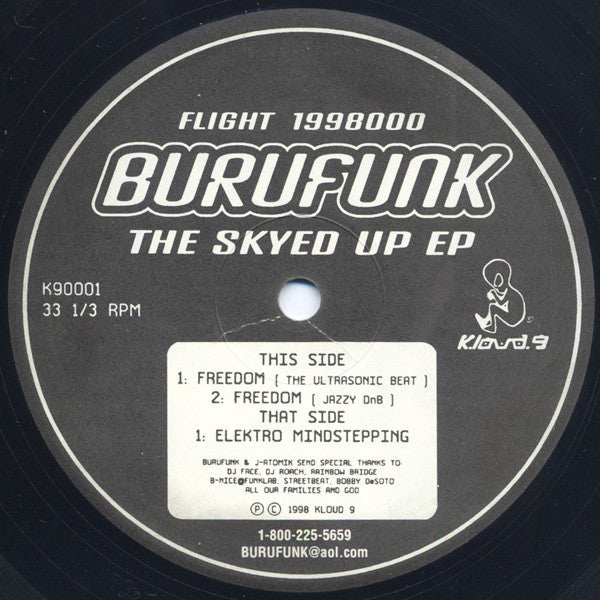 FLIGHT 1998000
BURUFUNK
THE SKYED UP EP
K90001
33 1/3 RPM
Kloud.9
THIS SIDE
1: FREEDOM ( THE ULTRASONIC BEAT )
2: FREEDOM ( JAZZY DnB )
THAT SIDE
1: ELEKTRO MINDSTEPPING
BURUFUNK & J-ATOMIK SEND SPECIAL THANKS TO:
DJ FACE, DJ ROACH, RAINBOW BRIDGE
B-NICE@FUNKLAB, STREETBEAT, BOBBY DeSOTO
ALL OUR FAMILIES AND GOD
Ⓟ Ⓒ 1998 KLOUD 9
1-800-225-5659
BURUFUNK@aol.com